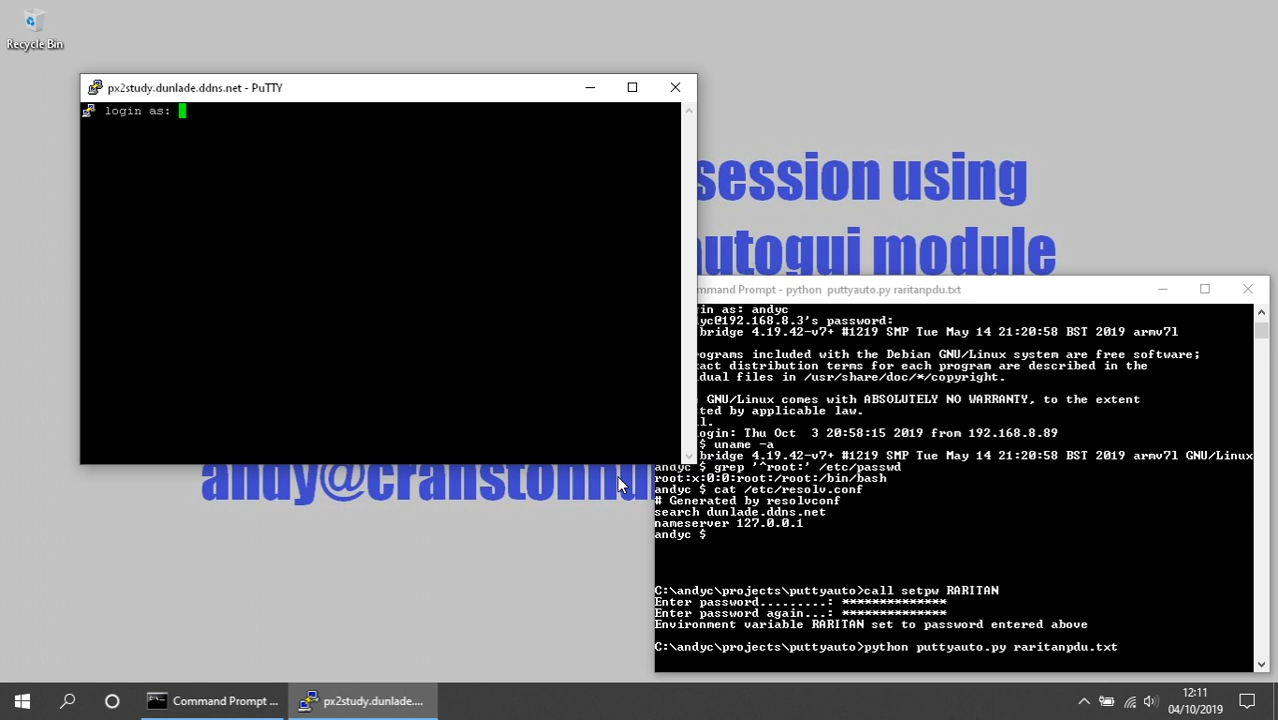 Recycle Bin
px2study.dunlade.ddns.net - PuTTY
login as:
session using
autogui module
andy@cranstonhu
mmand Prompt - python  puttyauto.py raritanpdu.txt
in as: andyc
yc@192.168.8.3's password:
bridge 4.19.42-v7+ #1219 SMP Tue May 14 21:20:58 BST 2019 armv7l
rograms included with the Debian GNU/Linux system are free software;
act distribution terms for each program are described in the
dual files in /usr/share/doc/*/copyright.
GNU/Linux comes with ABSOLUTELY NO WARRANTY, to the extent
ted by applicable law.
l.
login: Thu Oct  3 20:58:15 2019 from 192.168.8.89
$ uname -a
bridge 4.19.42-v7+ #1219 SMP Tue May 14 21:20:58 BST 2019 armv7l GNU/Linux
andyc $ grep '^root:' /etc/passwd
root:x:0:0:root:/root:/bin/bash
andyc $ cat /etc/resolv.conf
# Generated by resolvconf
search dunlade.ddns.net
nameserver 127.0.0.1
andyc $
C:\andyc\projects\puttyauto>call setpw RARITAN
Enter password.........: **************
Enter password again...: **************
Environment variable RARITAN set to password entered above
C:\andyc\projects\puttyauto>python puttyauto.py raritanpdu.txt
Command Prompt ...
px2study.dunlade....
12:11
04/10/2019